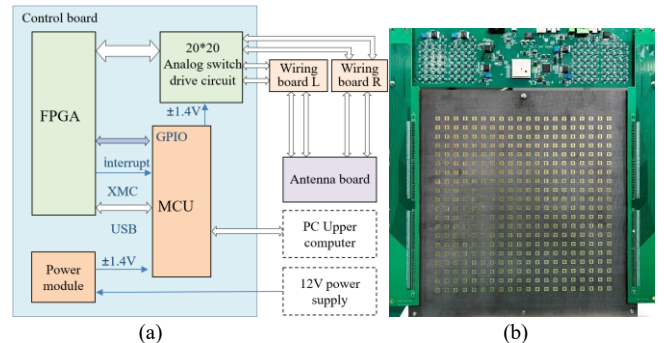 Control board
20*20
Analog switch
drive circuit
FPGA
Wiring
board L
Wiring
board R
±1.4V
GPIO
interrupt
XMC
MCU
USB
Antenna board
PC Upper
computer
Power
module
±1.4V
12V power
supply
(a)
(b)